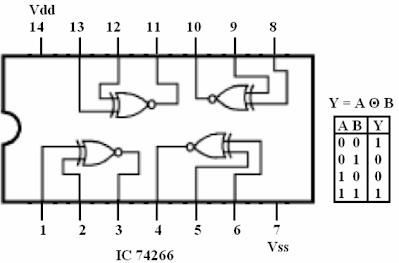 Vdd
14 13 12 11 10 9 8
Y = A ⊙ B
A B Y
0 0 1
0 1 0
1 0 0
1 1 1
1 2 3 4 5 6 7
Vss
IC 74266